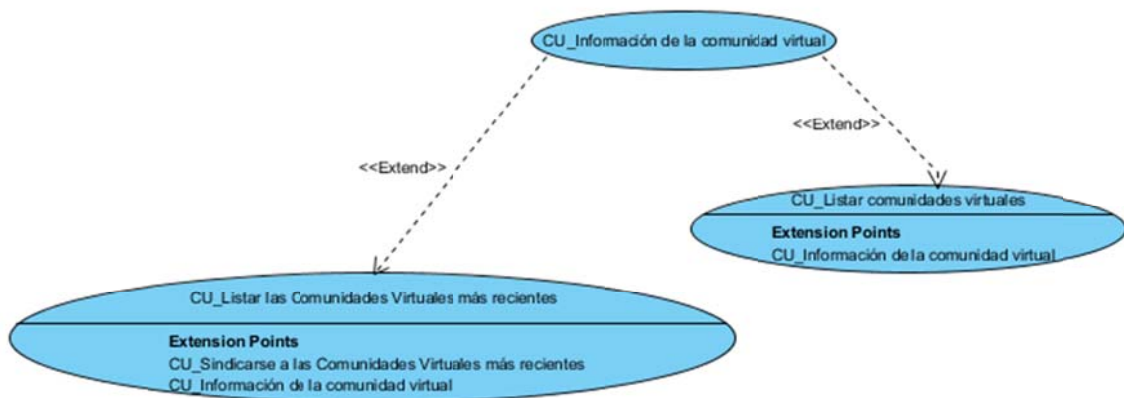 CU_Información de la comunidad virtual
<<Extend>>
<<Extend>>
CU_Listar comunidades virtuales
Extension Points
CU_Información de la comunidad virtual
CU_Listar las Comunidades Virtuales más recientes
Extension Points
CU_Sindicarse a las Comunidades Virtuales más recientes
CU_Información de la comunidad virtual